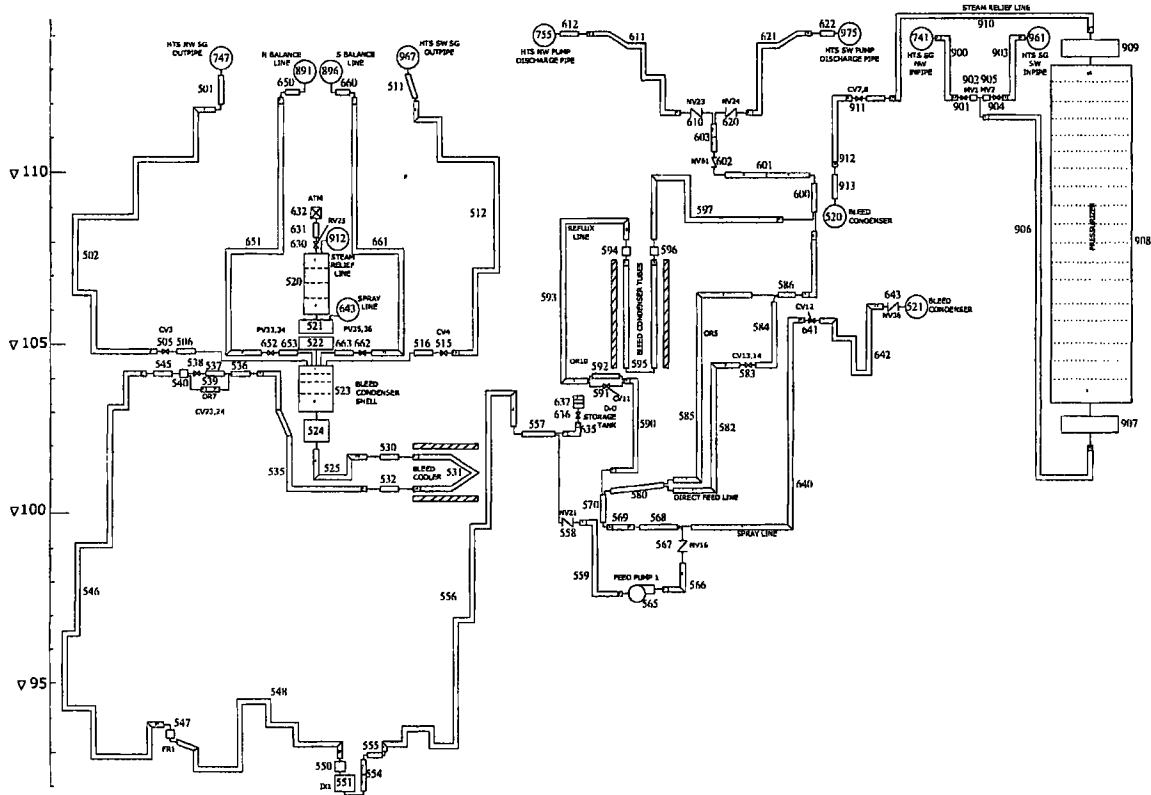 STEAM RELIEF LINE
910
612
622
755
975
611
621
HTS NW PUMP
DISCHARGE PIPE
HTS SW PUMP
DISCHARGE PIPE
747
HTS NW SG
OUTPIPE
N BALANCE
LINE
891
S BALANCE
LINE
896
HTS SW SG
OUTPIPE
967
650
660
501
511
741
900
903
961
HTS SG
NW
INPIPE
HTS SG
SW
INPIPE
902
905
MV1
MV2
901
904
909
CV7,8
911
NV23
NV24
610
620
603
602
601
600
912
913
520
BLEED
CONDENSER
▽ 110
512
502
ATM
632
631
630
RV23
912
STEAM
RELIEF
LINE
651
661
520
643
SPRAY
LINE
521
522
597
REFLUX
LINE
594
596
593
BLEED CONDENSER TUBES
906
PRESSURIZER
908
586
643
521
BLEED
CONDENSER
CV12
641
642
584
OR5
▽ 105
CV3
505
506
PV33,34
652
653
663
662
PV35,36
516
CV4
515
CV13,14
583
545
538
537
536
540
539
OR7
CV23,24
523
BLEED
CONDENSER
SHELL
524
OR10
592
595
591
CV11
637
636
635
D2O
STORAGE
TANK
557
590
585
582
907
530
525
BLEED
COOLER
531
532
535
580
DIRECT FEED LINE
640
▽ 100
570
569
568
SPRAY LINE
NV21
558
567
NV16
559
FEED PUMP 1
565
566
546
556
▽ 95
548
547
FR1
550
551
IX1
555
554